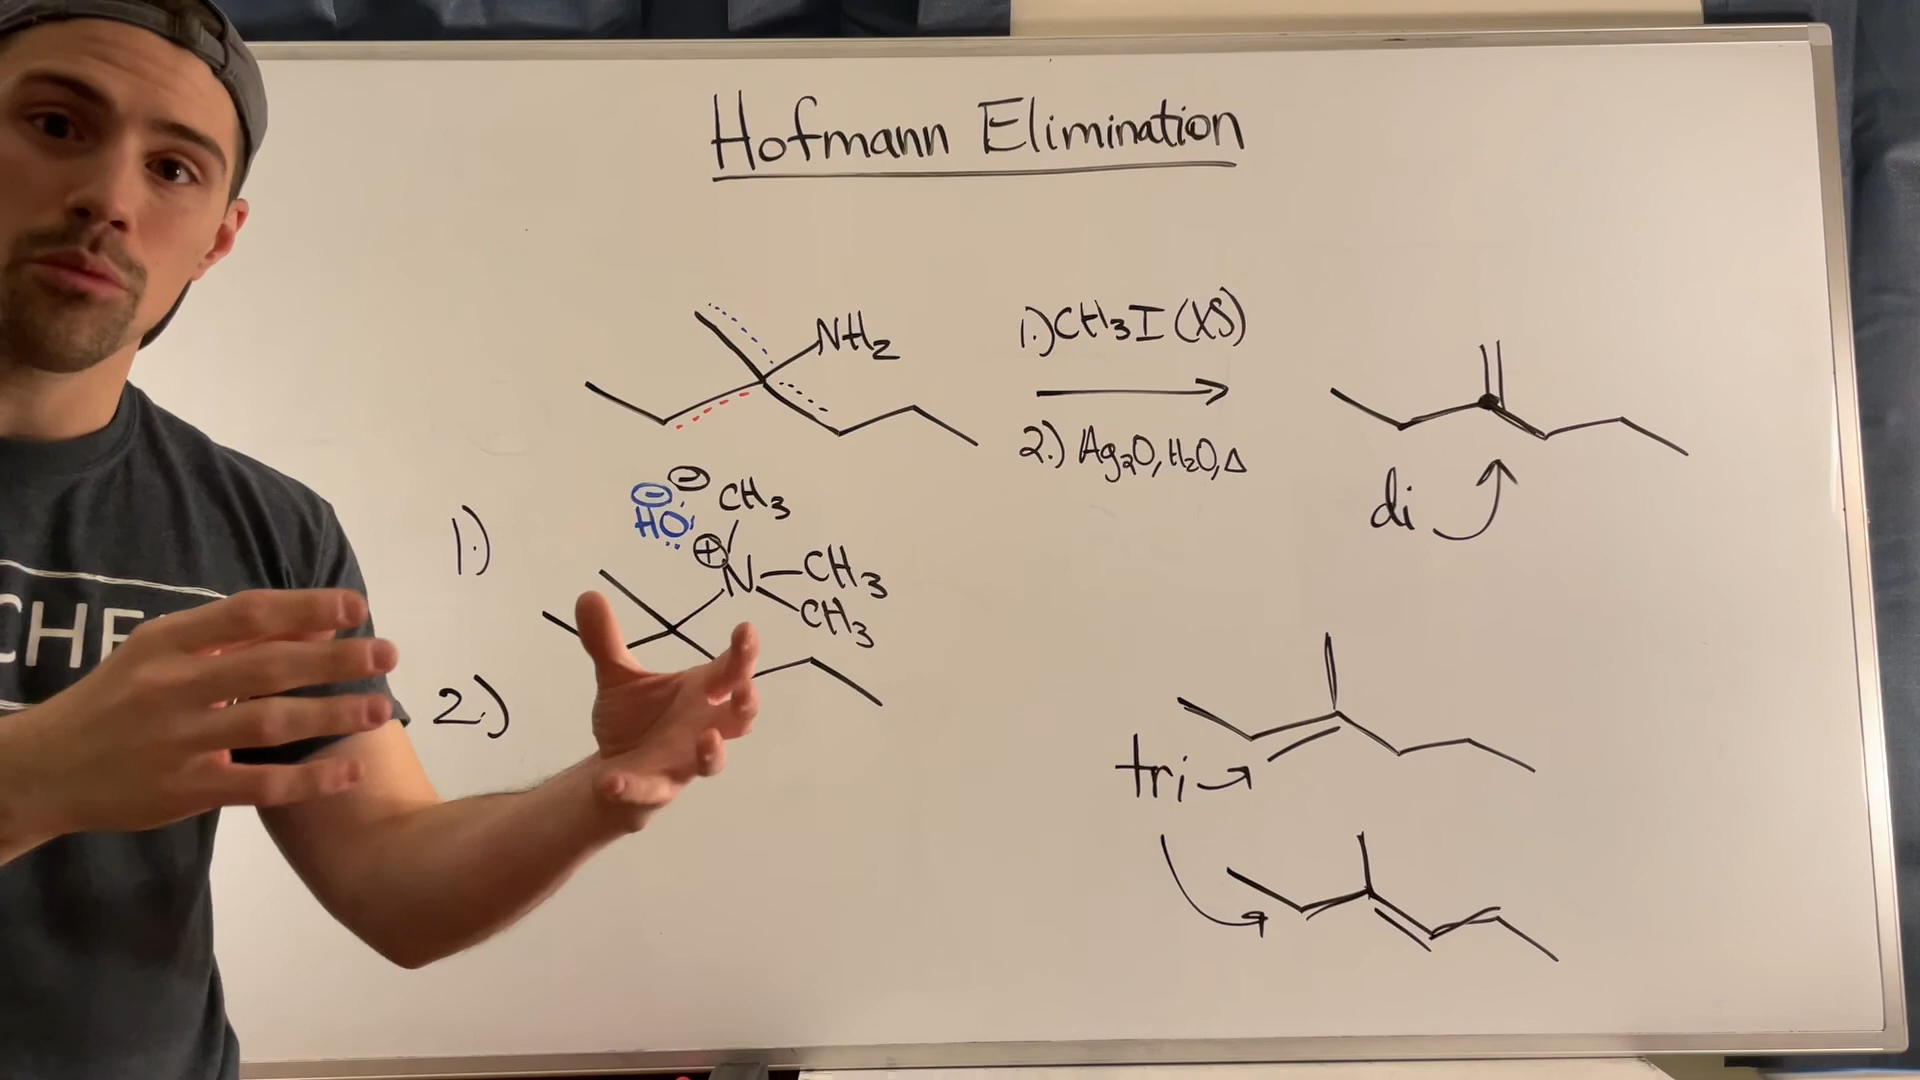 Hofmann Elimination
NH₂
1.) CH₃I (XS)
2.) Ag₂O, H₂O, Δ
di
1.)
⊖
⊖
CH₃
HO
⊕
N
CH₃
CH₃
2.)
tri
CHE